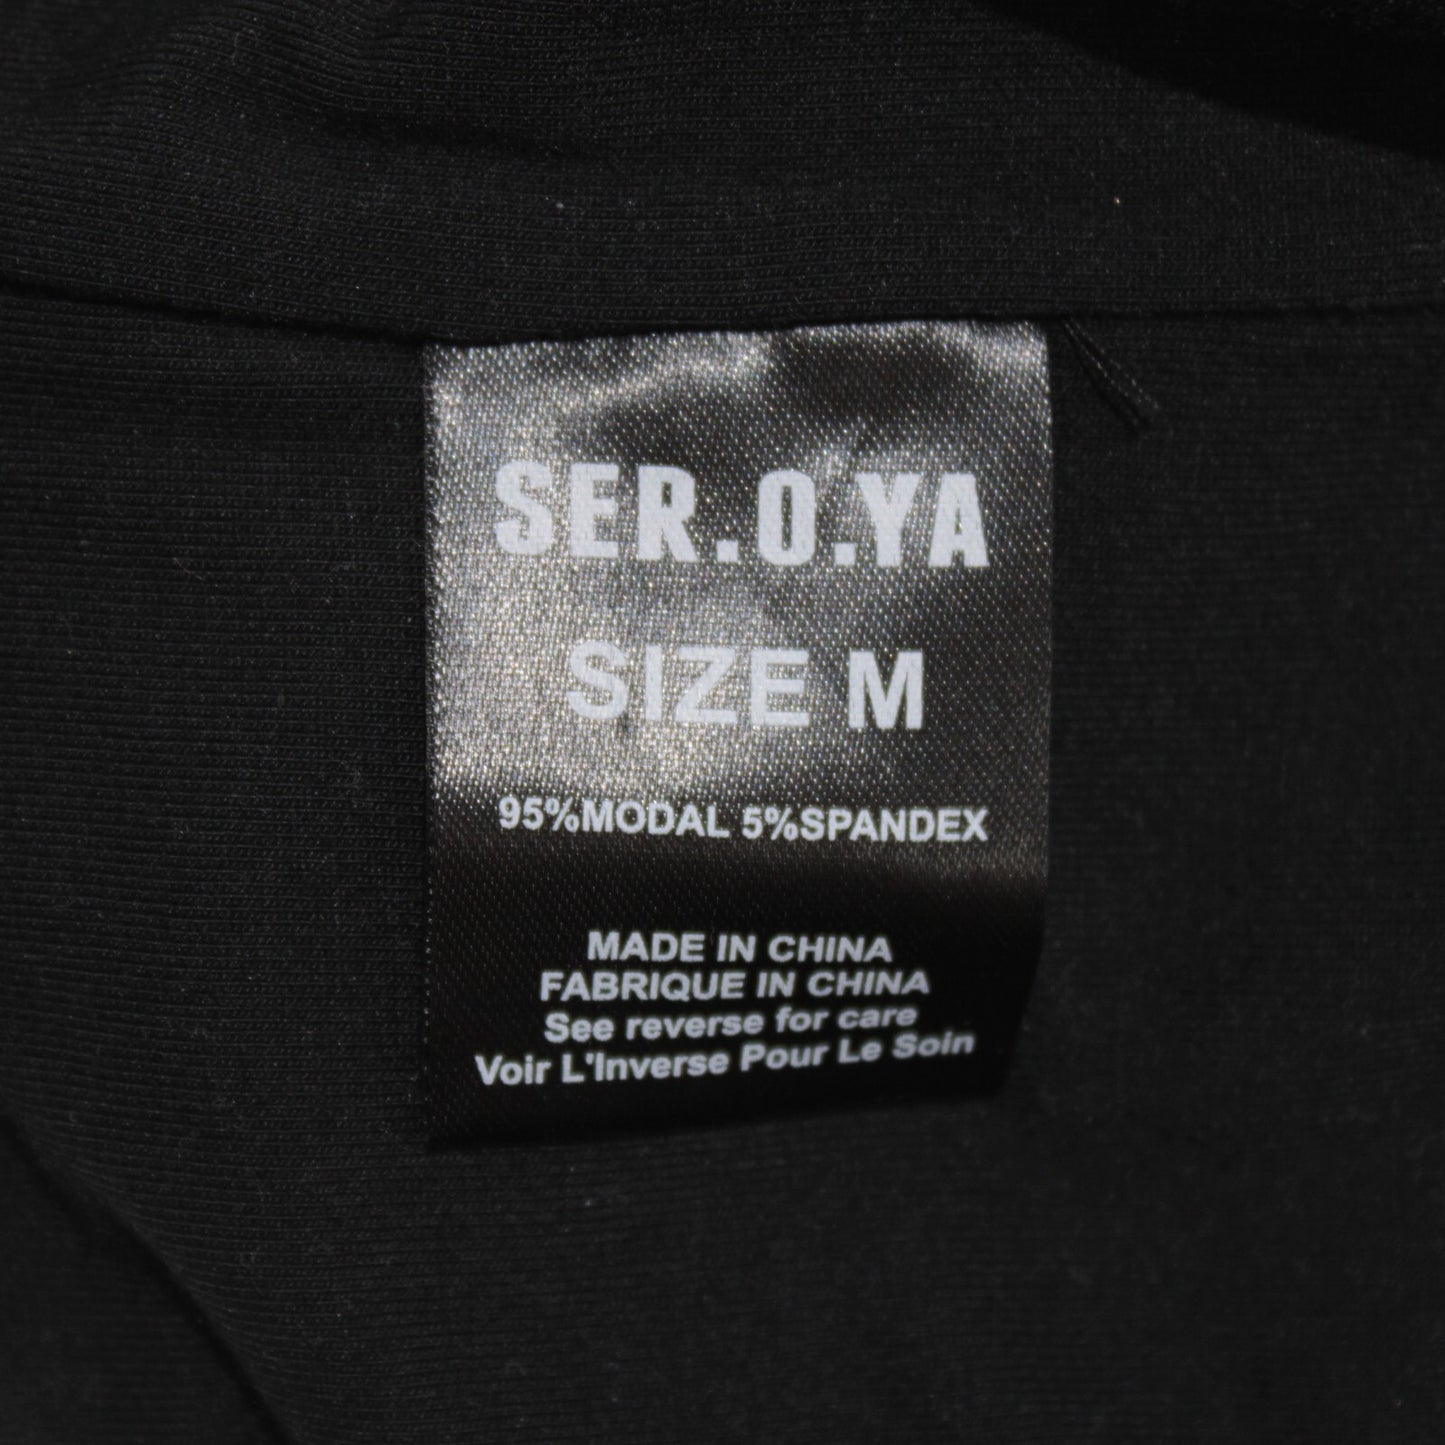 SER.O.YA
SIZE M
95%MODAL 5%SPANDEX
MADE IN CHINA
FABRIQUE IN CHINA
See reverse for care
Voir L'Inverse Pour Le Soin